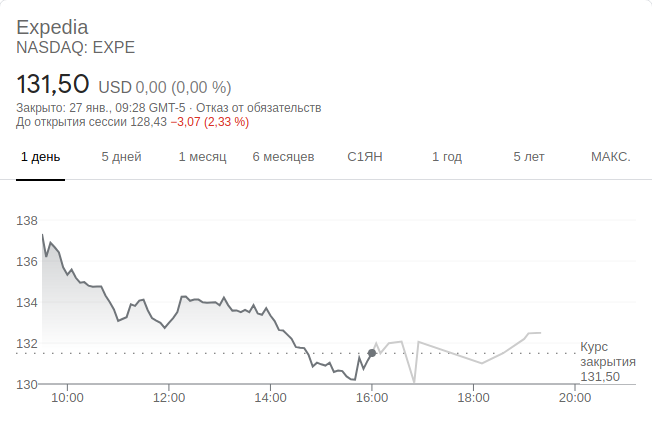 Expedia
NASDAQ: EXPE
131,50 USD 0,00 (0,00 %)
Закрыто: 27 янв., 09:28 GMT-5 · Отказ от обязательств
До открытия сессии 128,43 −3,07 (2,33 %)
1 день 5 дней 1 месяц 6 месяцев С1ЯН 1 год 5 лет МАКС.
138
136
134
132
Курс
закрытия
131,50
130
10:00 12:00 14:00 16:00 18:00 20:00